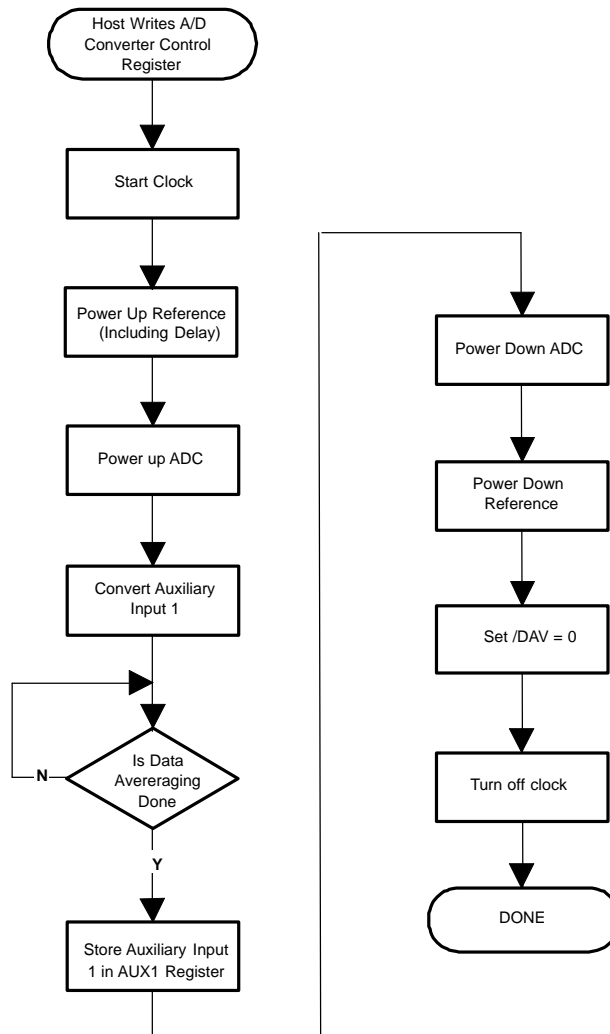 Host Writes A/D
Converter Control
Register
Start Clock
Power Up Reference
(Including Delay)
Power up ADC
Convert Auxiliary
Input 1
Is Data
Avereraging
Done
N
Y
Store Auxiliary Input
1 in AUX1 Register
Power Down ADC
Power Down
Reference
Set /DAV = 0
Turn off clock
DONE